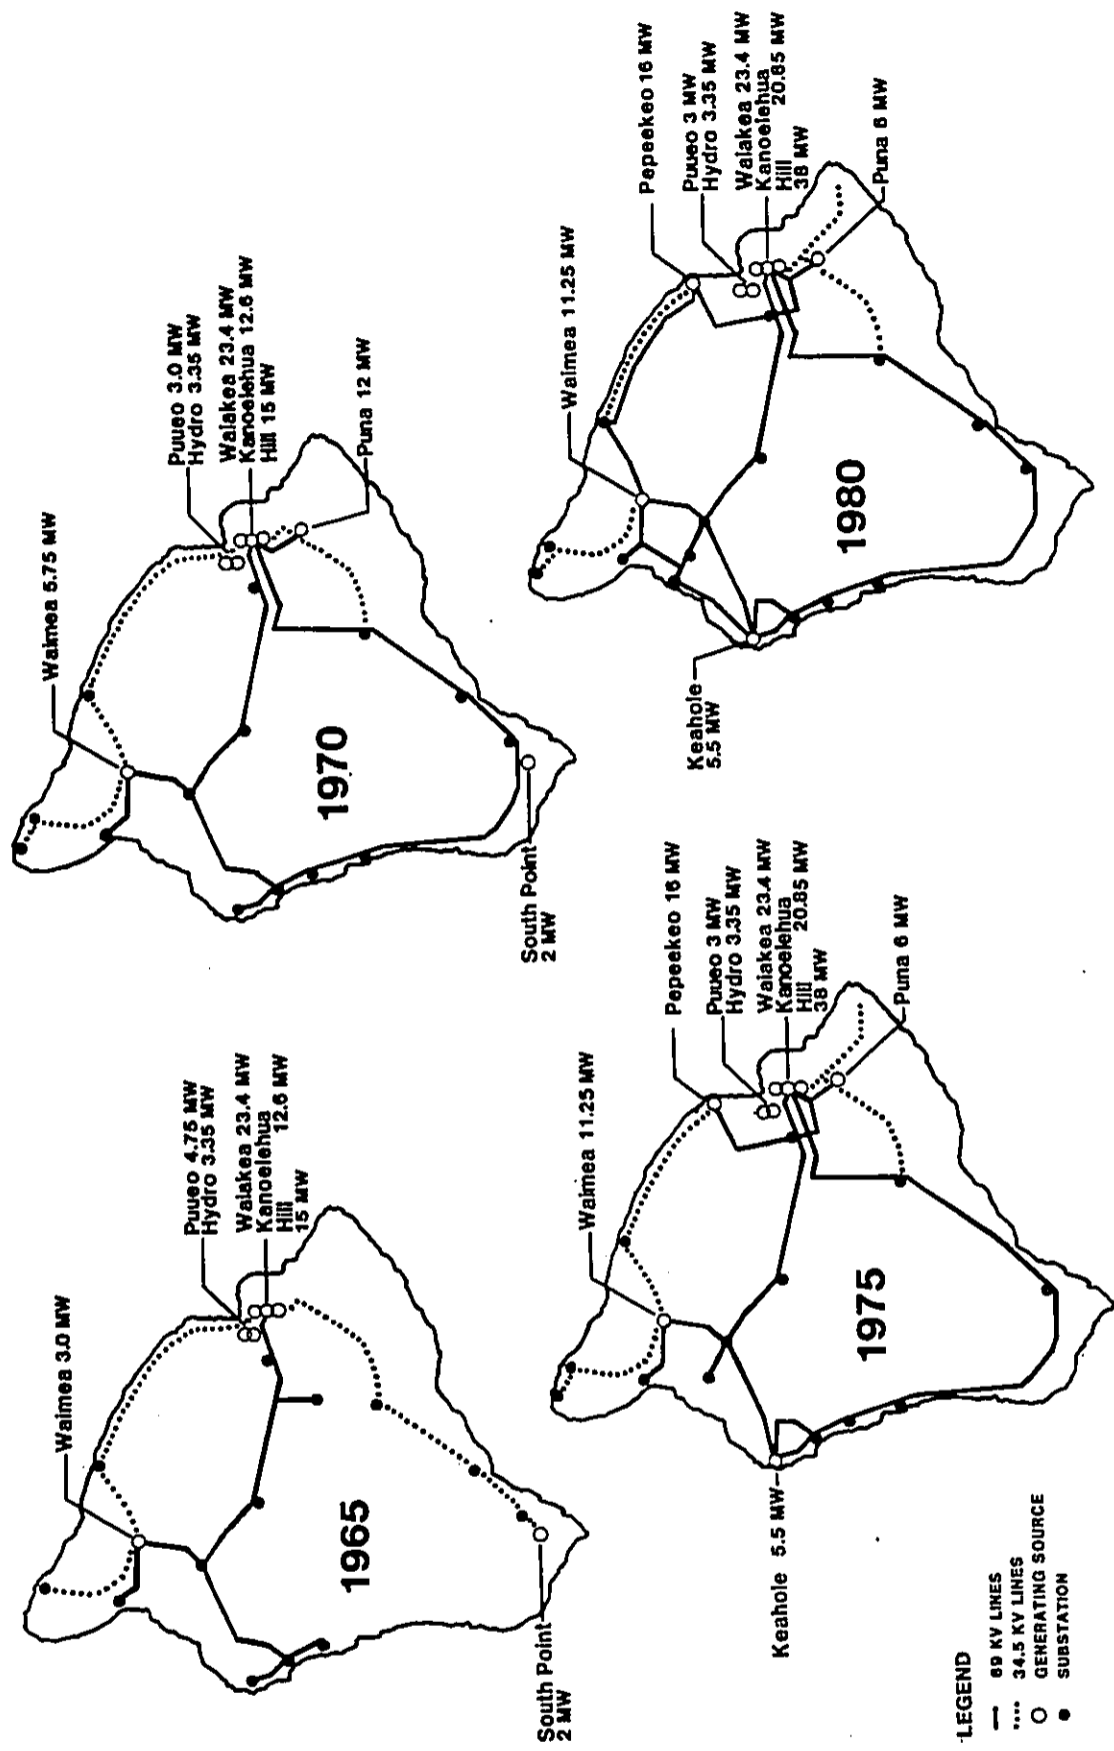 Waimea 3.0 MW
Puueo 4.75 MW
Hydro 3.35 MW
Waiakea 23.4 MW
Kanoelehua
12.6 MW
Hill
15 MW
1965
South Point
2 MW
Waimea 5.75 MW
Puueo 3.0 MW
Hydro 3.35 MW
Waiakea 23.4 MW
Kanoelehua 12.6 MW
Hill 15 MW
Puna 12 MW
1970
South Point
2 MW
Waimea 11.25 MW
Pepeekeo 16 MW
Puueo 3 MW
Hydro 3.35 MW
Waiakea 23.4 MW
Kanoelehua
20.85 MW
Hill
38 MW
Puna 6 MW
1975
Keahole 5.5 MW
Waimea 11.25 MW
Pepeekeo 16 MW
Puueo 3 MW
Hydro 3.35 MW
Waiakea 23.4 MW
Kanoelehua
20.85 MW
Hill
38 MW
Puna 6 MW
1980
Keahole
5.5 MW
LEGEND
69 KV LINES
34.5 KV LINES
GENERATING SOURCE
SUBSTATION